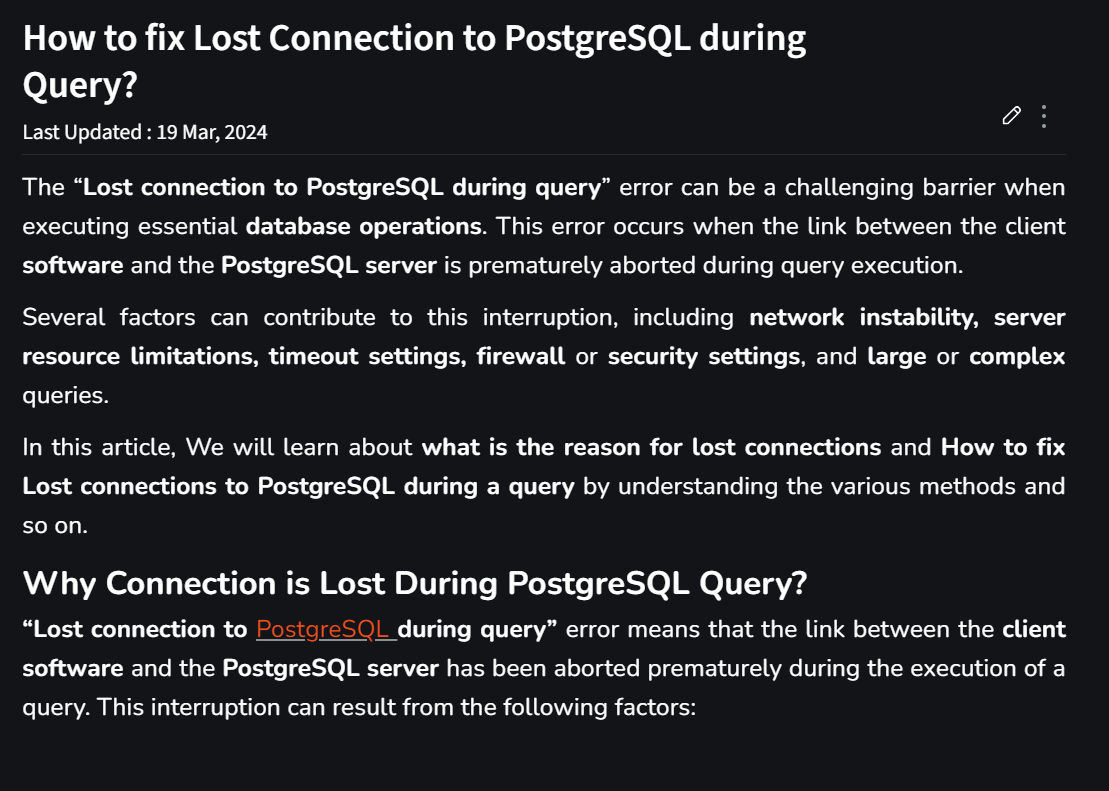 How to fix Lost Connection to PostgreSQL during
Query?
Last Updated : 19 Mar, 2024
The “Lost connection to PostgreSQL during query” error can be a challenging barrier when
executing essential database operations. This error occurs when the link between the client
software and the PostgreSQL server is prematurely aborted during query execution.
Several factors can contribute to this interruption, including network instability, server
resource limitations, timeout settings, firewall or security settings, and large or complex
queries.
In this article, We will learn about what is the reason for lost connections and How to fix
Lost connections to PostgreSQL during a query by understanding the various methods and
so on.
Why Connection is Lost During PostgreSQL Query?
“Lost connection to PostgreSQL during query” error means that the link between the client
software and the PostgreSQL server has been aborted prematurely during the execution of a
query. This interruption can result from the following factors: